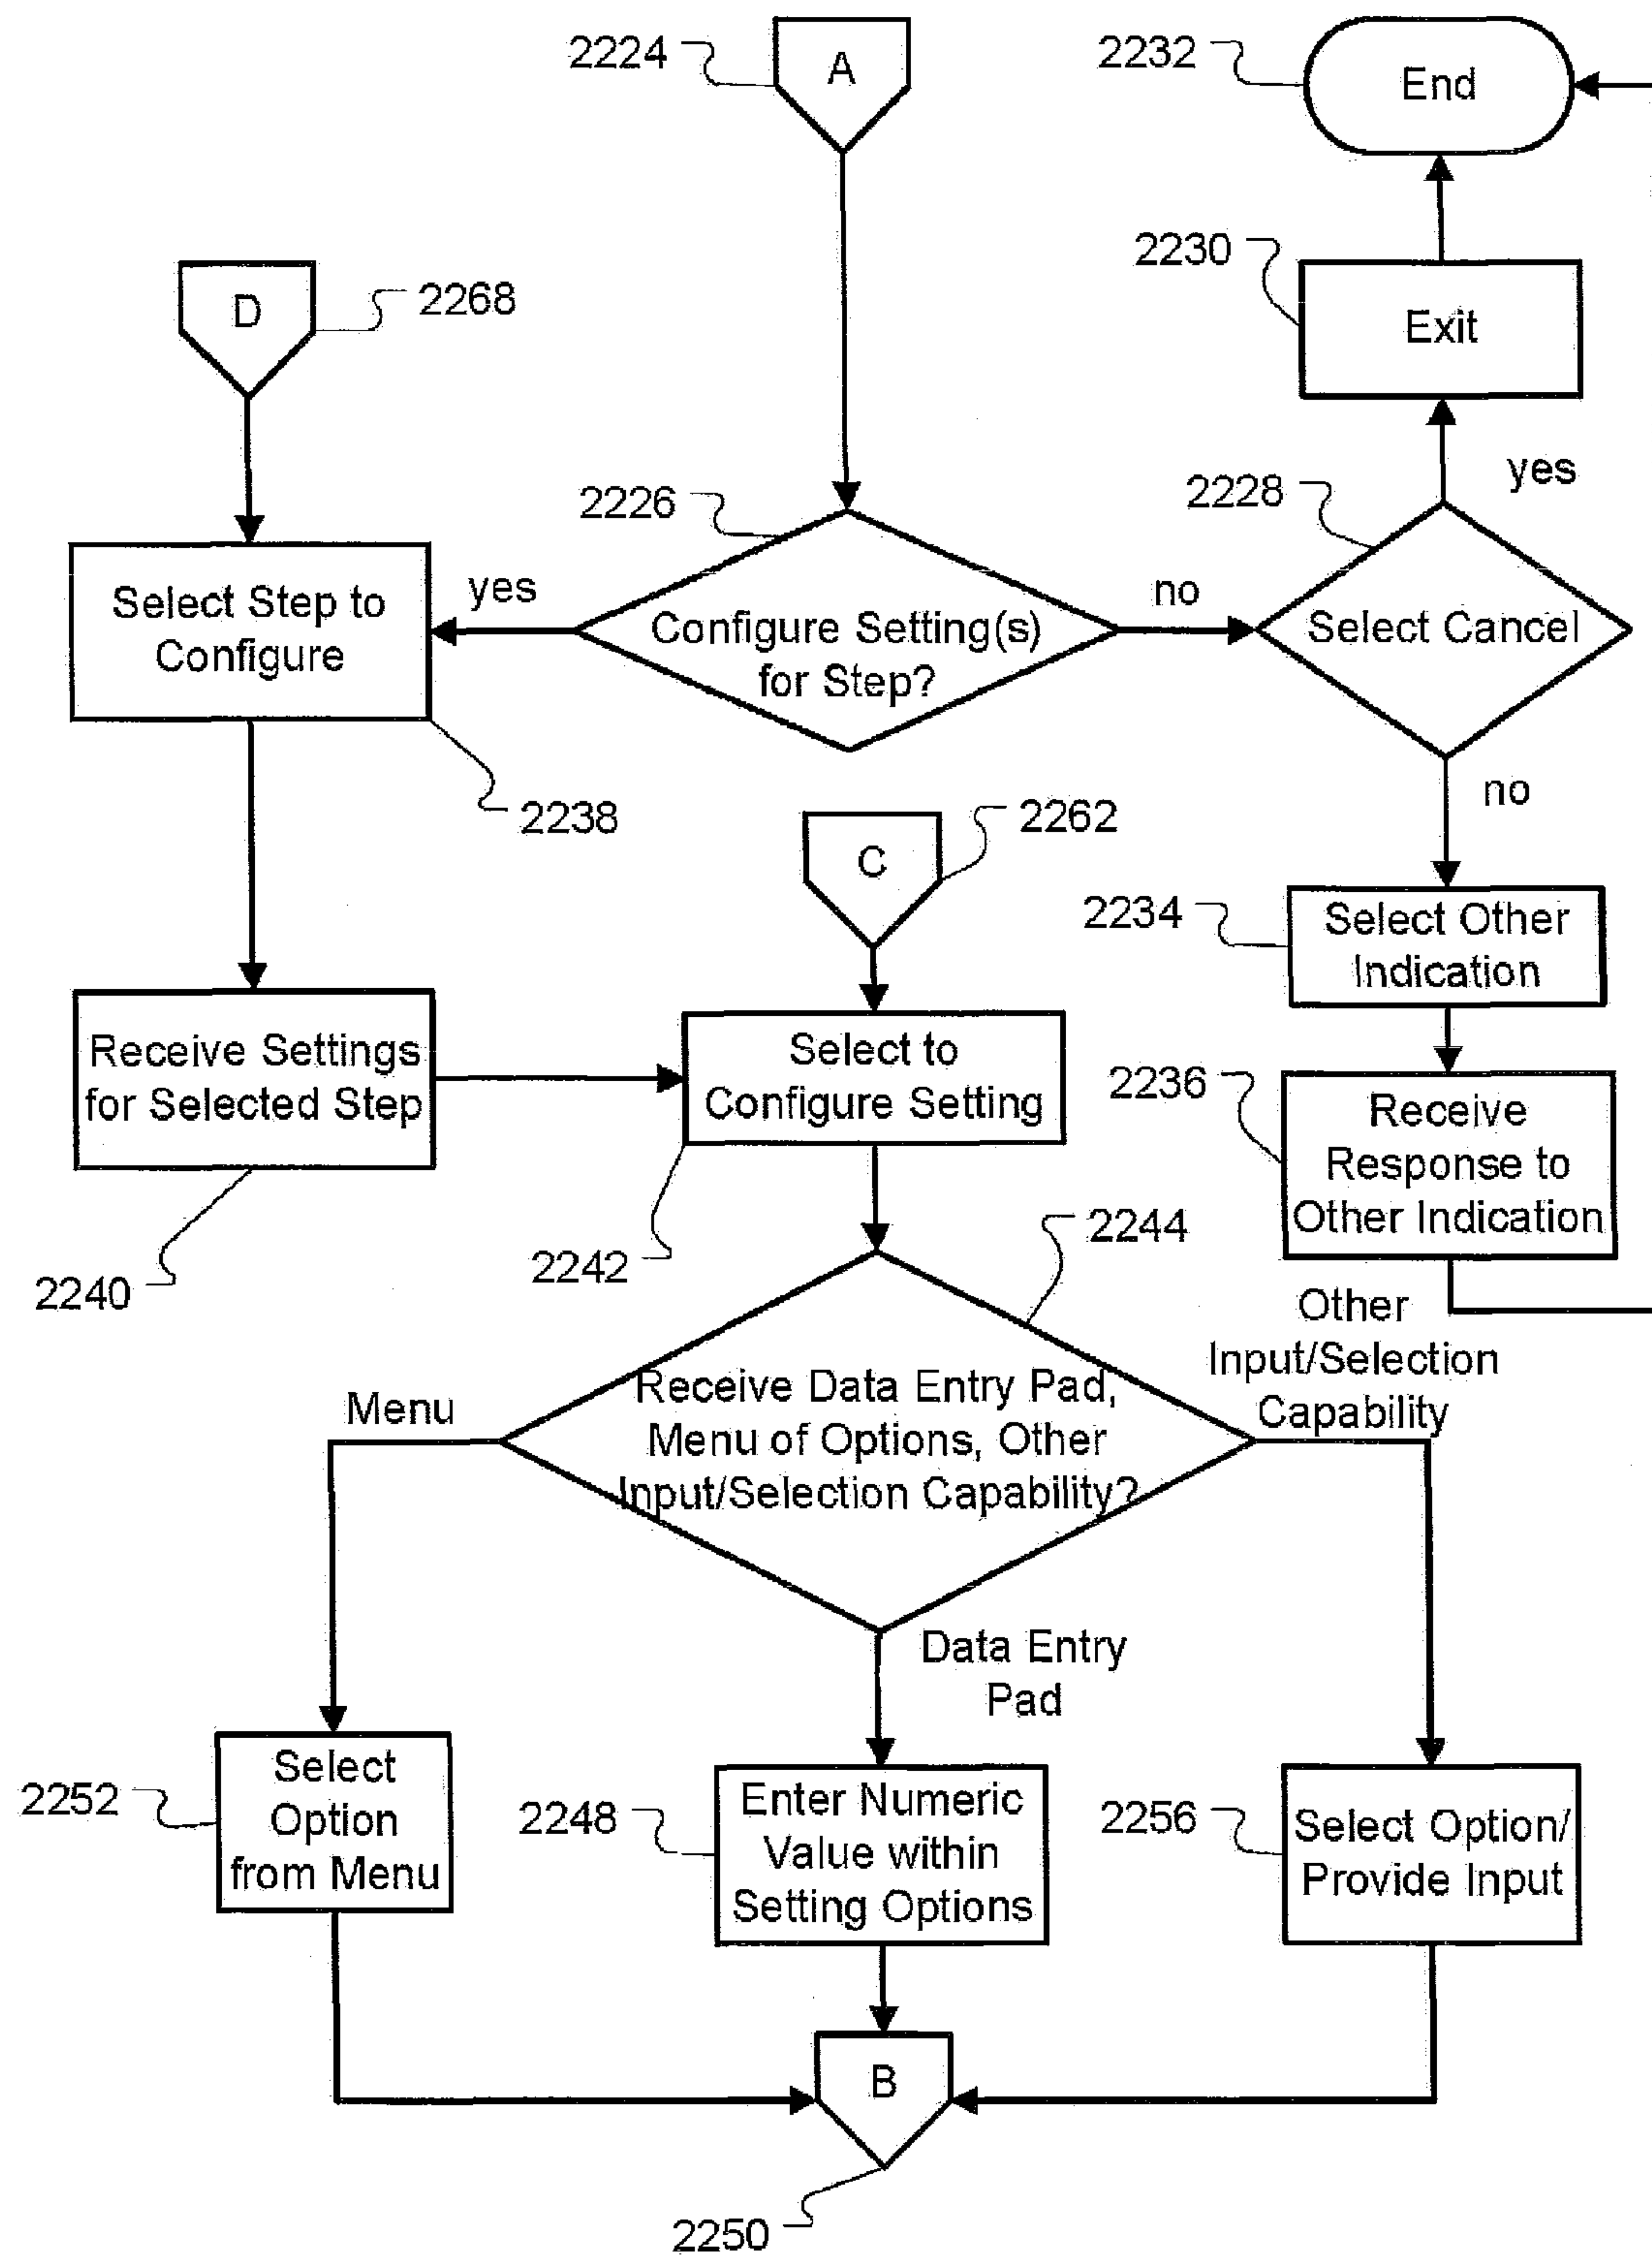 2224
A
2232
End
2230
Exit
D
2268
2226
2228
yes
Select Step to
Configure
yes
Configure Setting(s)
for Step?
no
Select Cancel
2238
no
C
2262
2234
Select Other
Indication
Receive Settings
for Selected Step
Select to
Configure Setting
2236
Receive
Response to
Other Indication
2240
2242
2244
Other
Input/Selection
Capability
Menu
Receive Data Entry Pad,
Menu of Options, Other
Input/Selection Capability?
Data Entry
Pad
2252
Select
Option
from Menu
2248
Enter Numeric
Value within
Setting Options
2256
Select Option/
Provide Input
B
2250